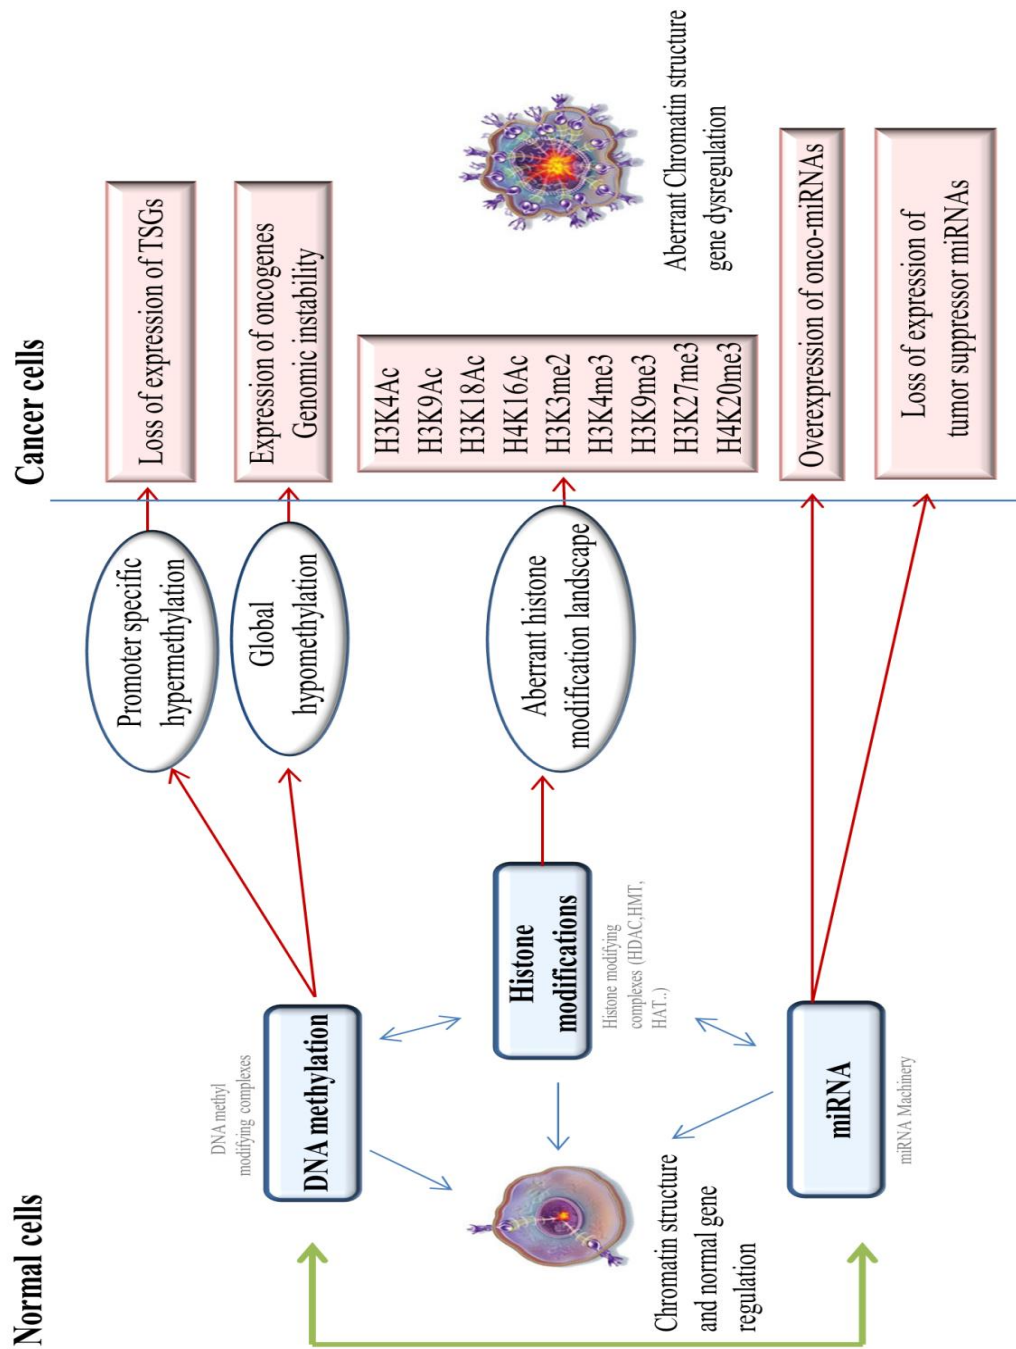 Normal cells
Cancer cells
DNA methyl
modifying complexes
DNA methylation
Promoter specific
hypermethylation
Loss of expression of TSGs
Global
hypomethylation
Expression of oncogenes
Genomic instability
Histone
modifications
Histone modifying
complexes (HDAC,HMT,
HAT..)
Aberrant histone
modification landscape
H3K4Ac
H3K9Ac
H3K18Ac
H4K16Ac
H3K3me2
H3K4me3
H3K9me3
H3K27me3
H4K20me3
Chromatin structure
and normal gene
regulation
Aberrant Chromatin structure
gene dysregulation
miRNA
miRNA Machinery
Overexpression of onco-miRNAs
Loss of expression of
tumor suppressor miRNAs